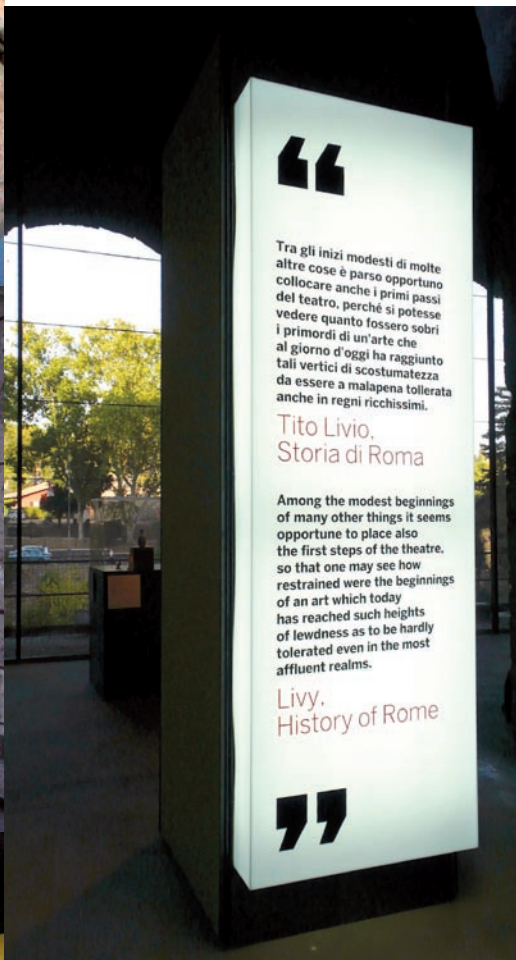 “
Tra gli inizi modesti di molte
altre cose è parso opportuno
collocare anche i primi passi
del teatro, perché si potesse
vedere quanto fossero sobri
i primordi di un'arte che
al giorno d'oggi ha raggiunto
tali vertici di scostumatezza
da essere a malapena tollerata
anche in regni ricchissimi.
Tito Livio,
Storia di Roma
Among the modest beginnings
of many other things it seems
opportune to place also
the first steps of the theatre,
so that one may see how
restrained were the beginnings
of an art which today
has reached such heights
of lewdness as to be hardly
tolerated even in the most
affluent realms.
Livy,
History of Rome
”